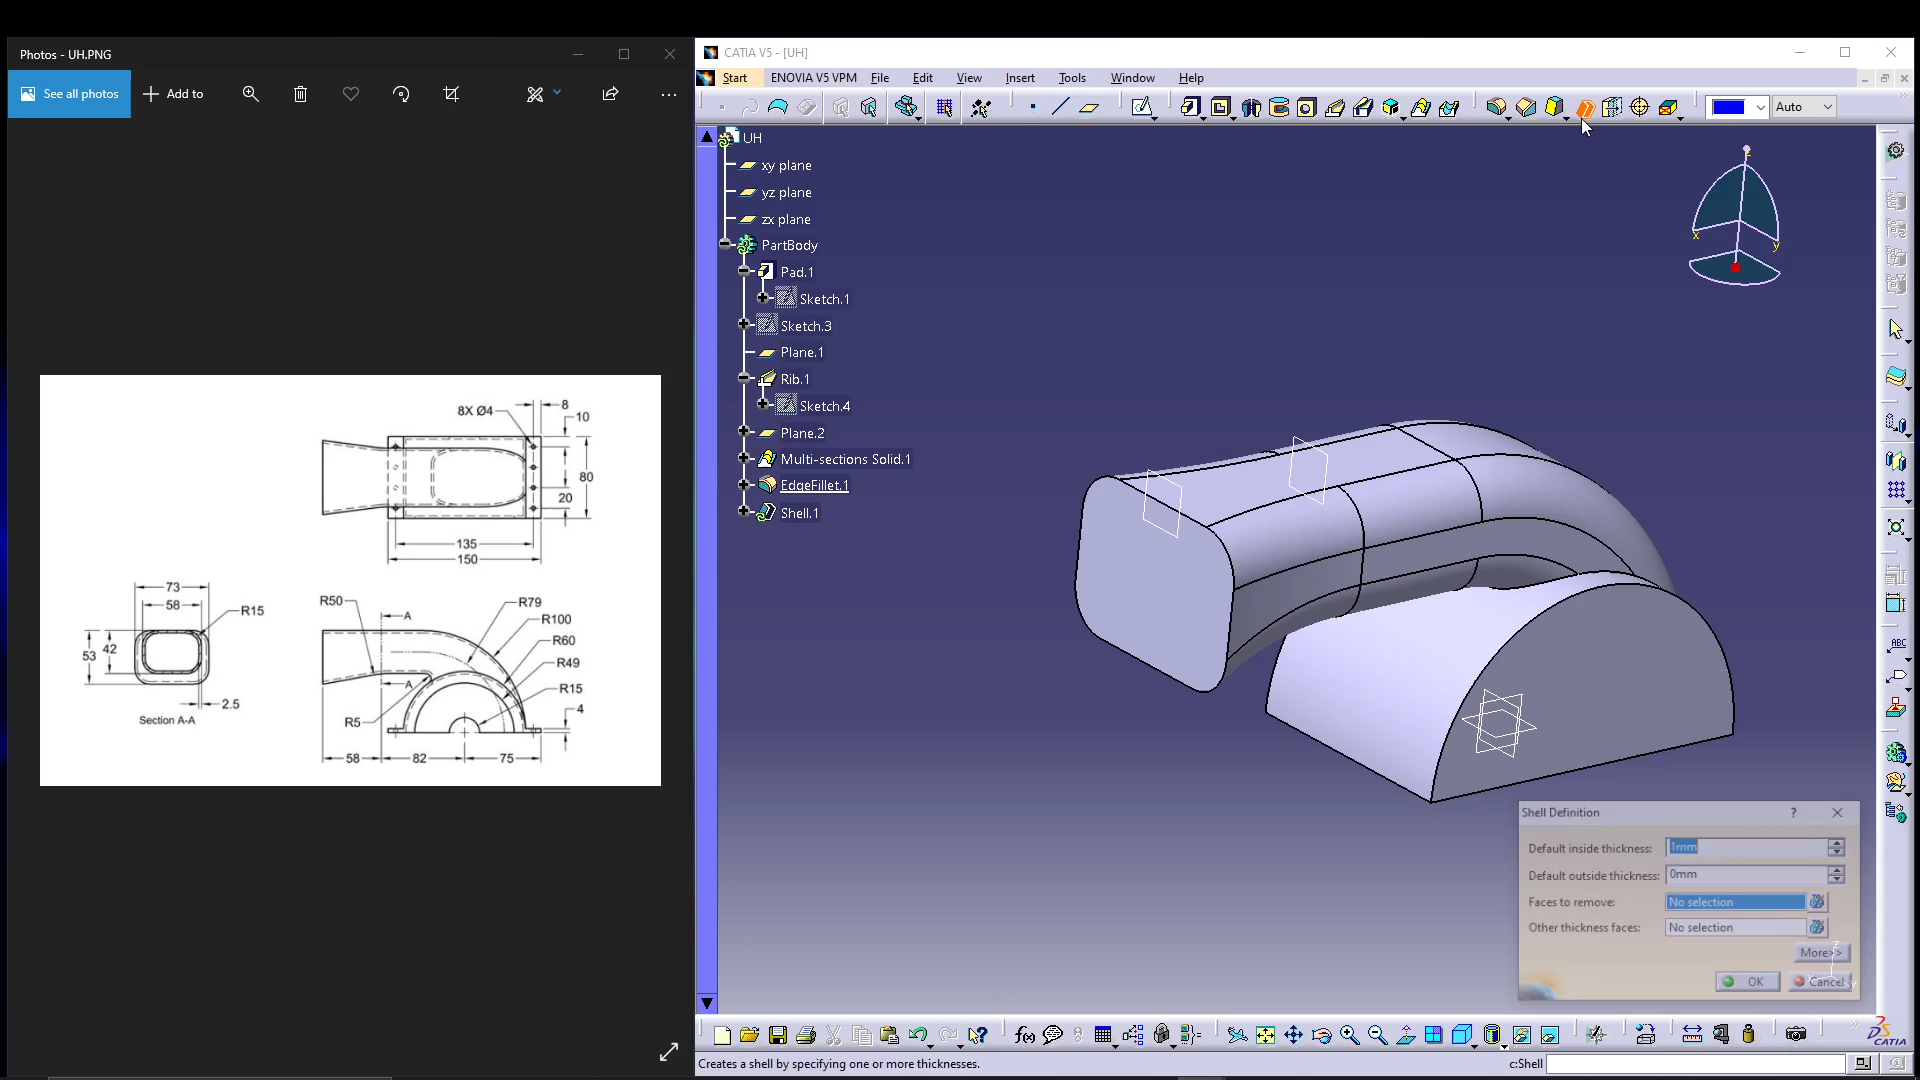 Photos - UH.PNG
See all photos
Add to
8X Ø4
8
10
80
20
135
150
73
58
R15
53
42
2.5
Section A-A
R50
A
R79
R100
R60
R49
R15
A
R5
4
58
82
75
CATIA V5 - [UH]
Start
ENOVIA V5 VPM
File
Edit
View
Insert
Tools
Window
Help
Auto
UH
xy plane
yz plane
zx plane
PartBody
Pad.1
Sketch.1
Sketch.3
Plane.1
Rib.1
Sketch.4
Plane.2
Multi-sections Solid.1
EdgeFillet.1
Shell.1
z
x
y
ABC
Shell Definition
?
Default inside thickness: 1mm
Default outside thickness: 0mm
Faces to remove: No selection
Other thickness faces: No selection
More>>
OK
Cancel
f(x)
CATIA
Creates a shell by specifying one or more thicknesses.
c:Shell